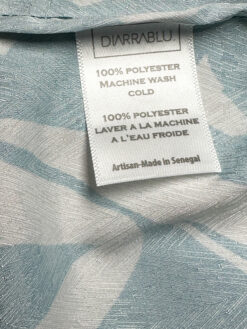 DIARRABLU
100% POLYESTER
MACHINE WASH
COLD
100% POLYESTER
LAVER A LA MACHINE
A L'EAU FROIDE
Artisan-Made in Senegal